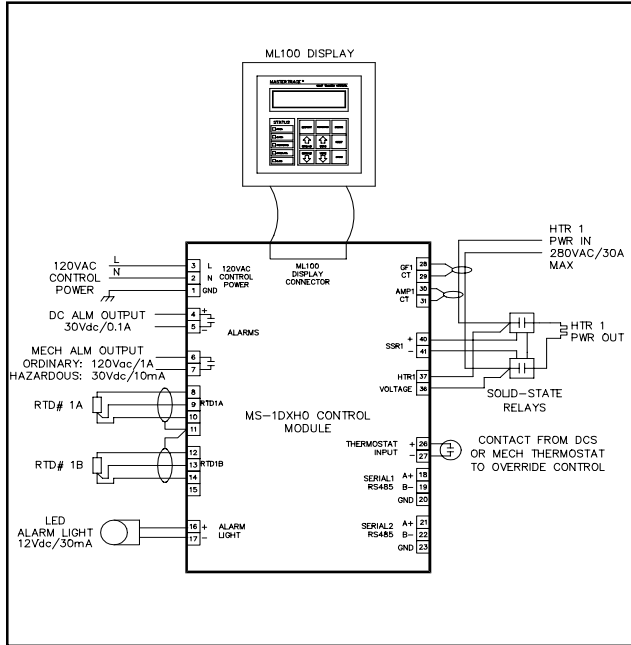 ML100 DISPLAY
MASTERTRACE
STATUS
ML100
DISPLAY
CONNECTOR
120VAC
CONTROL
POWER
L
N
3 L
2 N
1 GND
120VAC
CONTROL
POWER
DC ALM OUTPUT
30Vdc/0.1A
4 +
5 -
ALARMS
MECH ALM OUTPUT
ORDINARY: 120Vac/1A
HAZARDOUS: 30Vdc/10mA
6
7
RTD# 1A
8
9 RTD1A
10
11
RTD# 1B
12
13 RTD1B
14
15
LED
ALARM LIGHT
12Vdc/30mA
16 + ALARM
17 - LIGHT
MS-1DXH0 CONTROL
MODULE
GF1 28
CT 29
AMP1 30
CT 31
SSR1 + 40
- 41
HTR1 37
VOLTAGE 36
THERMOSTAT + 26
INPUT - 27
SERIAL1 A+ 18
RS485 B- 19
GND 20
SERIAL2 A+ 21
RS485 B- 22
GND 23
HTR 1
PWR IN
280VAC/30A
MAX
HTR 1
PWR OUT
SOLID-STATE
RELAYS
CONTACT FROM DCS
OR MECH THERMOSTAT
TO OVERRIDE CONTROL